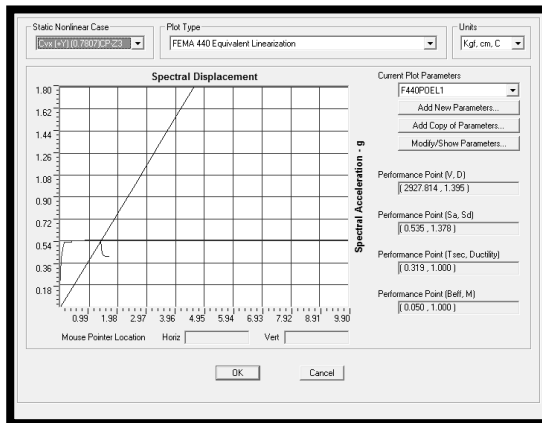 Static Nonlinear Case
Plot Type
Units
FEMA 440 Equivalent Linearization
Kgf, cm, C
Spectral Displacement
Current Plot Parameters
F440POEL1
Add New Parameters...
Add Copy of Parameters...
Modify/Show Parameters...
Performance Point (V, D)
( 2927.814 , 1.395 )
Performance Point (Sa, Sd)
( 0.535 , 1.378 )
Performance Point (Tsec, Ductility)
( 0.319 , 1.000 )
Performance Point (Beff, M)
( 0.050 , 1.000 )
1.80
1.62
1.44
1.26
1.08
0.90
0.72
0.54
0.36
0.18
Spectral Acceleration - g
0.99 1.98 2.97 3.96 4.95 5.94 6.93 7.92 8.91 9.90
Mouse Pointer Location Horiz Vert
OK Cancel